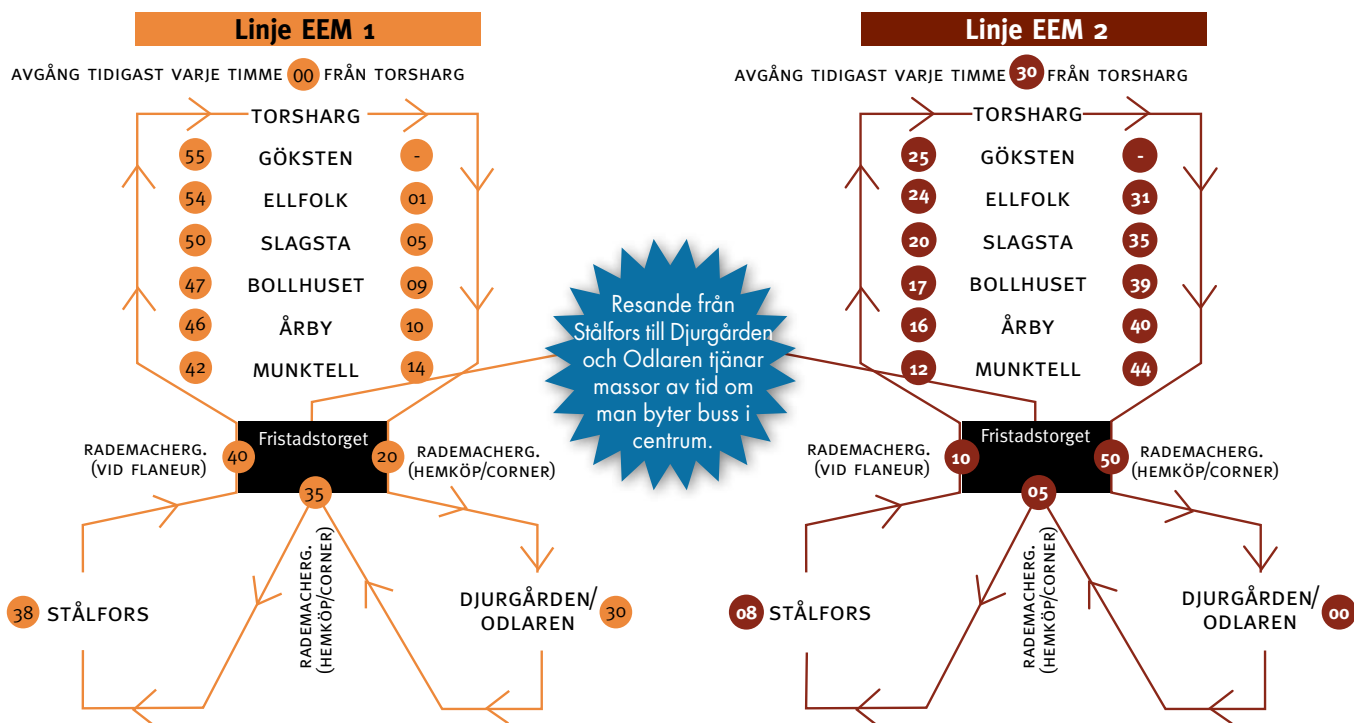 Linje EEM 1
AVGÅNG TIDIGAST VARJE TIMME 00 FRÅN TORSHARG
TORSHARG
55 GÖKSTEN -
54 ELLFOLK 01
50 SLAGSTA 05
47 BOLLHUSET 09
46 ÅRBY 10
42 MUNKTELL 14
Fristadstorget
RADEMACHERG.
(VID FLANEUR)
40
20
RADEMACHERG.
(HEMKÖP/CORNER)
35
RADEMACHERG.
(HEMKÖP/CORNER)
38 STÅLFORS
DJURGÅRDEN/
ODLAREN
30
Resande från
Stålfors till Djurgården
och Odlaren tjänar
massor av tid om
man byter buss i
centrum.
Linje EEM 2
AVGÅNG TIDIGAST VARJE TIMME 30 FRÅN TORSHARG
TORSHARG
25 GÖKSTEN -
24 ELLFOLK 31
20 SLAGSTA 35
17 BOLLHUSET 39
16 ÅRBY 40
12 MUNKTELL 44
Fristadstorget
RADEMACHERG.
(VID FLANEUR)
10
50
RADEMACHERG.
(HEMKÖP/CORNER)
05
RADEMACHERG.
(HEMKÖP/CORNER)
08 STÅLFORS
DJURGÅRDEN/
ODLAREN
00